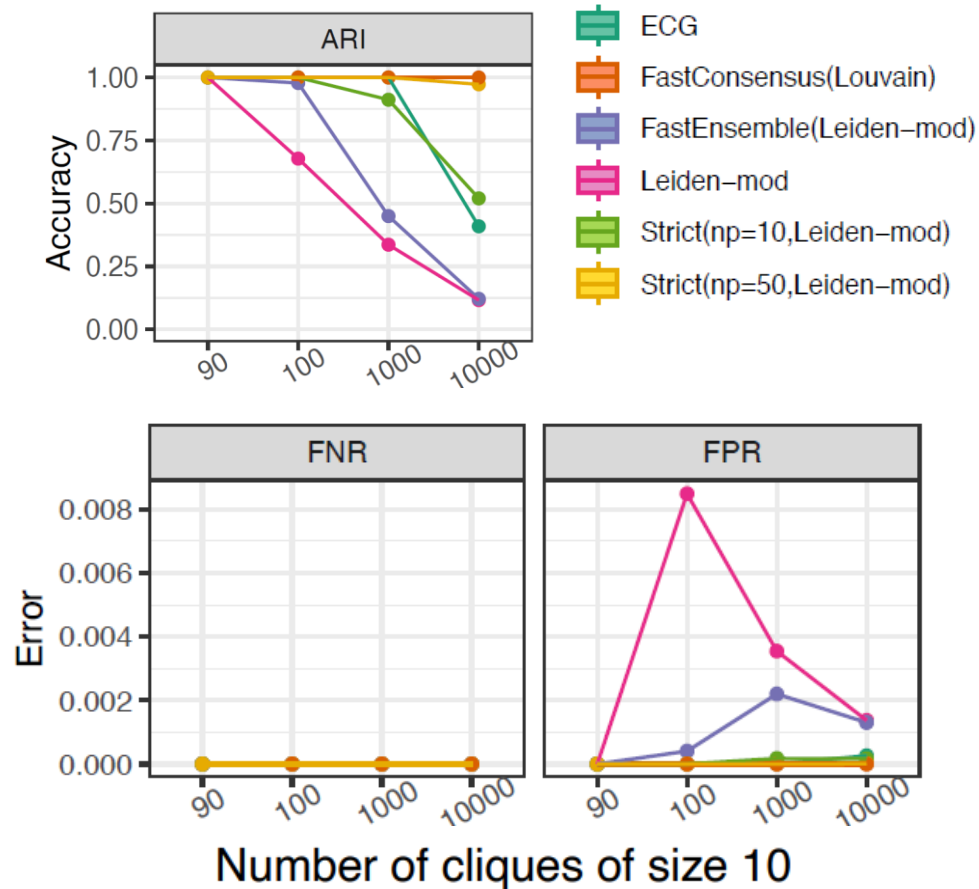 ARI
Accuracy
1.00
0.75
0.50
0.25
0.00
90
100
1000
10000
ECG
FastConsensus(Louvain)
FastEnsemble(Leiden−mod)
Leiden−mod
Strict(np=10,Leiden−mod)
Strict(np=50,Leiden−mod)
FNR
FPR
Error
0.008
0.006
0.004
0.002
0.000
90
100
1000
10000
90
100
1000
10000
Number of cliques of size 10